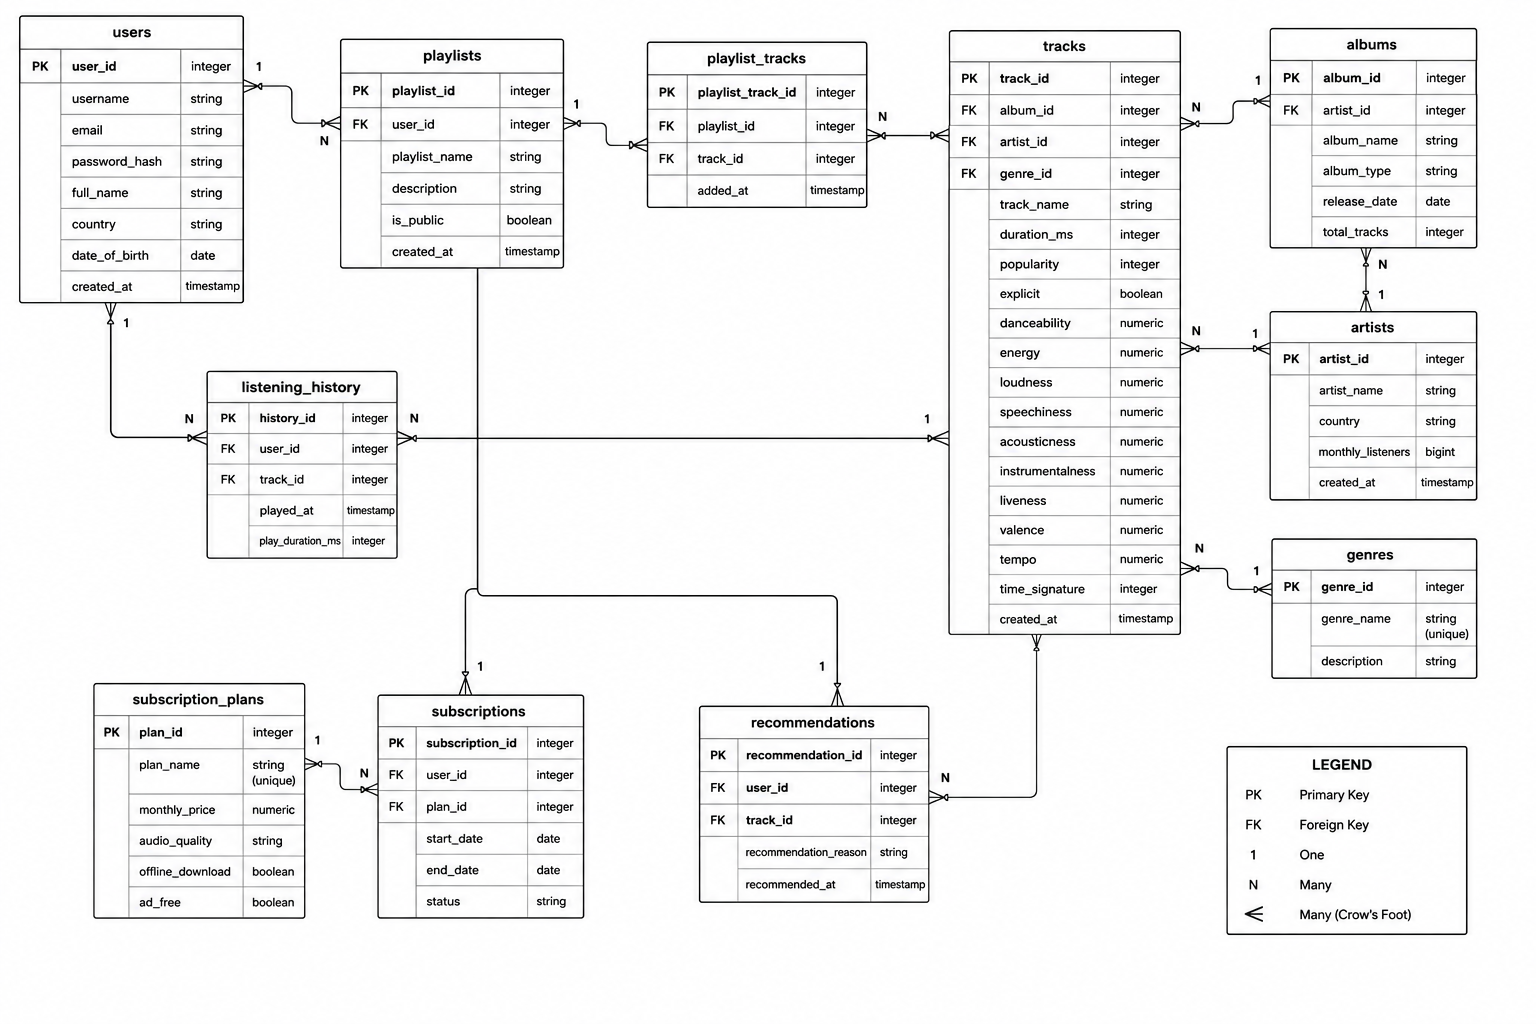 users
PK user_id integer
username string
email string
password_hash string
full_name string
country string
date_of_birth date
created_at timestamp
1
N
1
playlists
PK playlist_id integer
FK user_id integer
playlist_name string
description string
is_public boolean
created_at timestamp
1
playlist_tracks
PK playlist_track_id integer
FK playlist_id integer
FK track_id integer
added_at timestamp
N
tracks
PK track_id integer
FK album_id integer
FK artist_id integer
FK genre_id integer
track_name string
duration_ms integer
popularity integer
explicit boolean
danceability numeric
energy numeric
loudness numeric
speechiness numeric
acousticness numeric
instrumentalness numeric
liveness numeric
valence numeric
tempo numeric
time_signature integer
created_at timestamp
N
1
albums
PK album_id integer
FK artist_id integer
album_name string
album_type string
release_date date
total_tracks integer
N
1
N
1
artists
PK artist_id integer
artist_name string
country string
monthly_listeners bigint
created_at timestamp
N
listening_history
PK history_id integer
FK user_id integer
FK track_id integer
played_at timestamp
play_duration_ms integer
N
1
N
1
genres
PK genre_id integer
genre_name string
(unique)
description string
subscription_plans
PK plan_id integer
plan_name string
(unique)
monthly_price numeric
audio_quality string
offline_download boolean
ad_free boolean
1
N
1
subscriptions
PK subscription_id integer
FK user_id integer
FK plan_id integer
start_date date
end_date date
status string
1
recommendations
PK recommendation_id integer
FK user_id integer
FK track_id integer
recommendation_reason string
recommended_at timestamp
N
LEGEND
PK Primary Key
FK Foreign Key
1 One
N Many
Many (Crow's Foot)